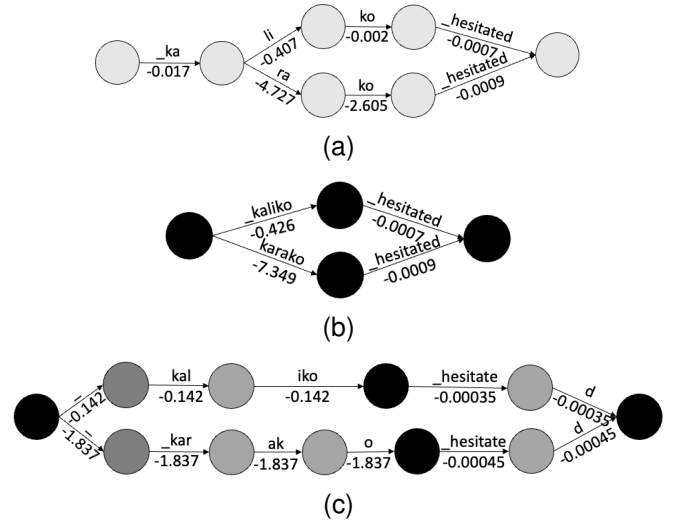 li
ko
_hesitated
-0.407
-0.002
-0.0007
_ka
-0.017
ra
ko
_hesitated
-4.727
-2.605
-0.0009
(a)
_kaliko
_hesitated
-0.426
-0.0007
karako
_hesitated
-7.349
-0.0009
(b)
_
kal
iko
_hesitate
d
-0.142
-0.142
-0.142
-0.00035
-0.00035
_
_kar
ak
o
_hesitate
d
-1.837
-1.837
-1.837
-1.837
-0.00045
-0.00045
(c)